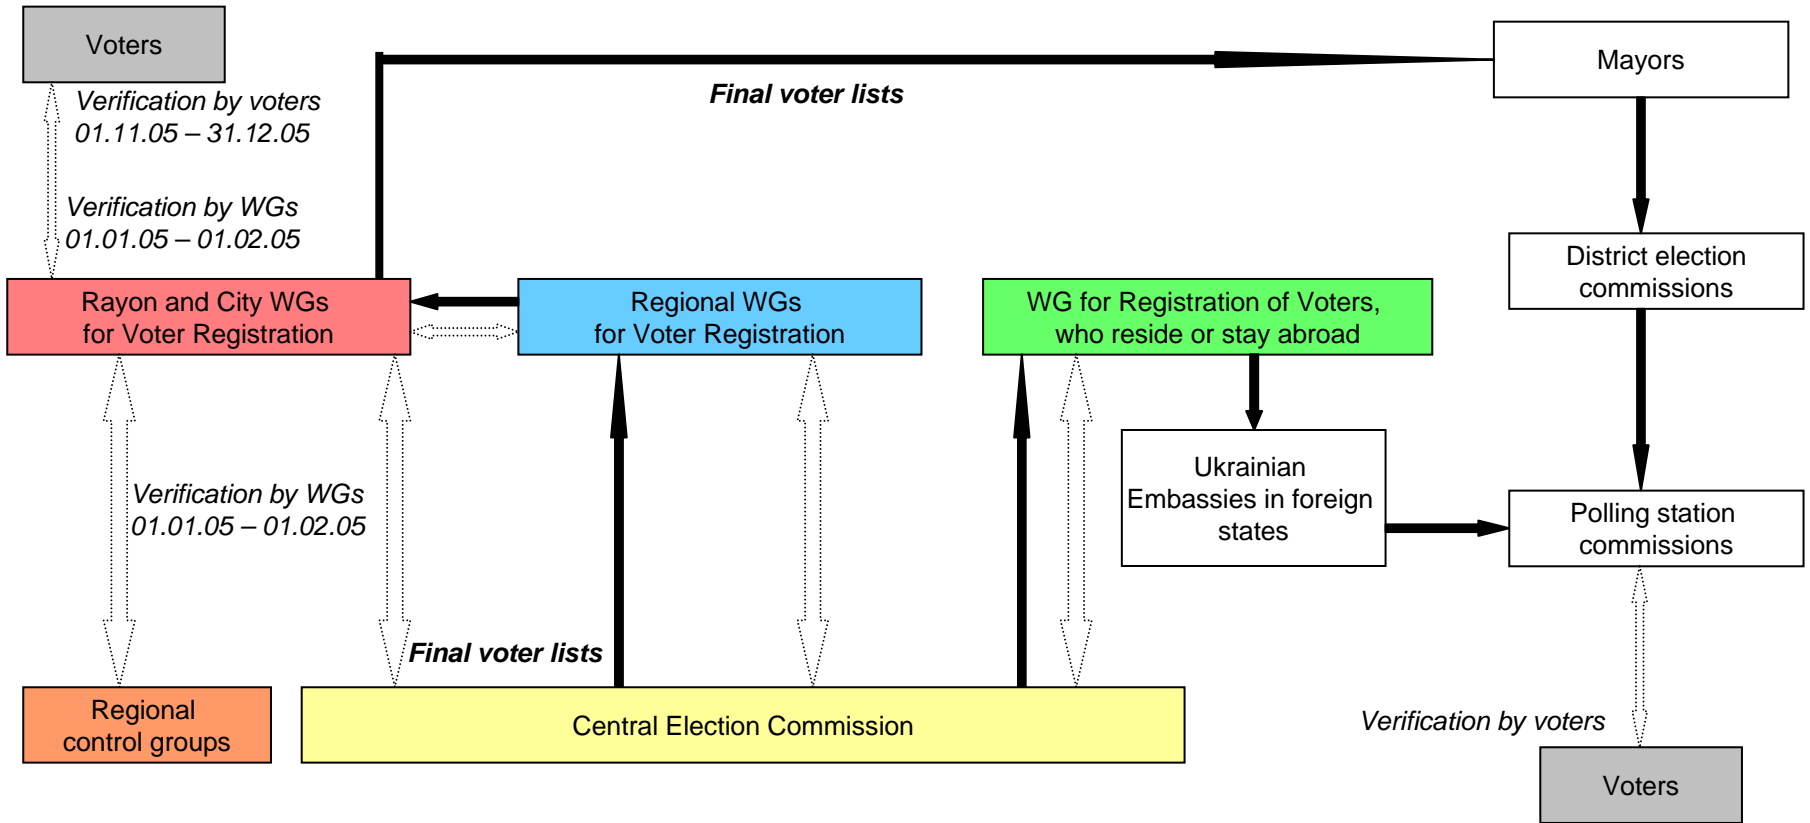 Voters
Mayors
Final voter lists
Verification by voters
01.11.05 – 31.12.05
Verification by WGs
01.01.05 – 01.02.05
District election
commissions
Rayon and City WGs
for Voter Registration
Regional WGs
for Voter Registration
WG for Registration of Voters,
who reside or stay abroad
Ukrainian
Embassies in foreign
states
Verification by WGs
01.01.05 – 01.02.05
Polling station
commissions
Final voter lists
Regional
control groups
Central Election Commission
Verification by voters
Voters